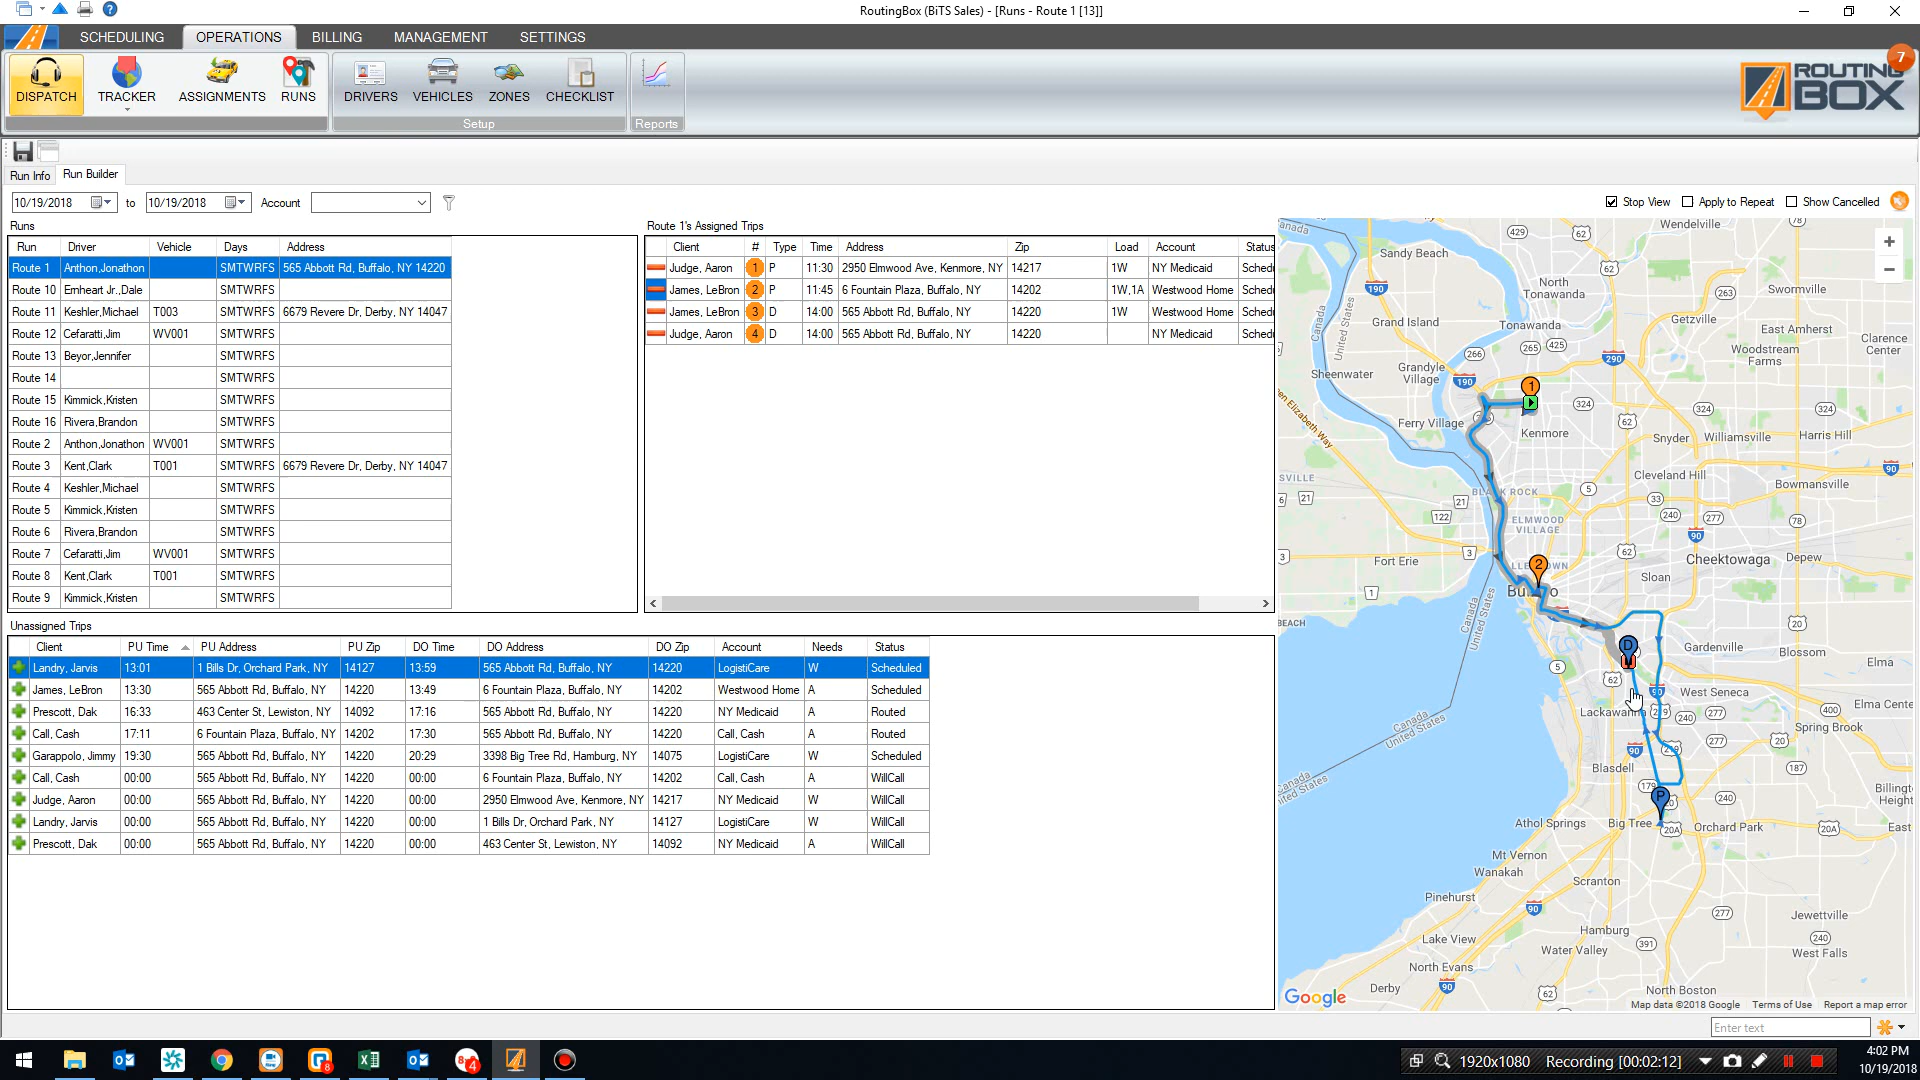 RoutingBox (BiTS Sales) - [Runs - Route 1 [13]]
SCHEDULING OPERATIONS BILLING MANAGEMENT SETTINGS
DISPATCH TRACKER ASSIGNMENTS RUNS DRIVERS VEHICLES ZONES CHECKLIST
Setup Reports
ROUTING BOX
7
Run Info Run Builder
10/19/2018 to 10/19/2018 Account
Stop View Apply to Repeat Show Cancelled
Runs
Run Driver Vehicle Days Address
Route 1 Anthon,Jonathon SMTWRFS 565 Abbott Rd, Buffalo, NY 14220
Route 10 Emheart Jr.,Dale SMTWRFS
Route 11 Keshler,Michael T003 SMTWRFS 6679 Revere Dr, Derby, NY 14047
Route 12 Cefaratti,Jim WV001 SMTWRFS
Route 13 Beyor,Jennifer SMTWRFS
Route 14 SMTWRFS
Route 15 Kimmick,Kristen SMTWRFS
Route 16 Rivera,Brandon SMTWRFS
Route 2 Anthon,Jonathon WV001 SMTWRFS
Route 3 Kent,Clark T001 SMTWRFS 6679 Revere Dr, Derby, NY 14047
Route 4 Keshler,Michael SMTWRFS
Route 5 Kimmick,Kristen SMTWRFS
Route 6 Rivera,Brandon SMTWRFS
Route 7 Cefaratti,Jim WV001 SMTWRFS
Route 8 Kent,Clark T001 SMTWRFS
Route 9 Kimmick,Kristen SMTWRFS
Route 1's Assigned Trips
Client # Type Time Address Zip Load Account Status
Judge, Aaron 1 P 11:30 2950 Elmwood Ave, Kenmore, NY 14217 1W NY Medicaid Sched
James, LeBron 2 P 11:45 6 Fountain Plaza, Buffalo, NY 14202 1W,1A Westwood Home Sched
James, LeBron 3 D 14:00 565 Abbott Rd, Buffalo, NY 14220 1W Westwood Home Sched
Judge, Aaron 4 D 14:00 565 Abbott Rd, Buffalo, NY 14220 NY Medicaid Sched
Unassigned Trips
Client PU Time PU Address PU Zip DO Time DO Address DO Zip Account Needs Status
Landry, Jarvis 13:01 1 Bills Dr, Orchard Park, NY 14127 13:59 565 Abbott Rd, Buffalo, NY 14220 LogistiCare W Scheduled
James, LeBron 13:30 565 Abbott Rd, Buffalo, NY 14220 13:49 6 Fountain Plaza, Buffalo, NY 14202 Westwood Home A Scheduled
Prescott, Dak 16:33 463 Center St, Lewiston, NY 14092 17:16 565 Abbott Rd, Buffalo, NY 14220 NY Medicaid A Routed
Call, Cash 17:11 6 Fountain Plaza, Buffalo, NY 14202 17:30 565 Abbott Rd, Buffalo, NY 14220 Call, Cash A Routed
Garappolo, Jimmy 19:30 565 Abbott Rd, Buffalo, NY 14220 20:29 3398 Big Tree Rd, Hamburg, NY 14075 LogistiCare W Scheduled
Call, Cash 00:00 565 Abbott Rd, Buffalo, NY 14220 00:00 6 Fountain Plaza, Buffalo, NY 14202 Call, Cash A WillCall
Judge, Aaron 00:00 565 Abbott Rd, Buffalo, NY 14220 00:00 2950 Elmwood Ave, Kenmore, NY 14217 NY Medicaid W WillCall
Landry, Jarvis 00:00 565 Abbott Rd, Buffalo, NY 14220 00:00 1 Bills Dr, Orchard Park, NY 14127 LogistiCare W WillCall
Prescott, Dak 00:00 565 Abbott Rd, Buffalo, NY 14220 00:00 463 Center St, Lewiston, NY 14092 NY Medicaid A WillCall
Wendelville
Sandy Beach
North Tonawanda
Swormville
Grand Island
Tonawanda
Getzville
East Amherst
Clarence Center
Woodstream Farms
Grandyle Village
Sheenwater
Ferry Village
Kenmore
Snyder Williamsville Harris Hill
Cleveland Hill
Bowmansville
BLACK ROCK
ELMWOOD VILLAGE
Fort Erie
Cheektowaga Depew
Sloan
Buffalo
Gardenville
Blossom
Elma
West Seneca
Lackawanna
Elma Cente
Spring Brook
Blasdell
Billington Height
Athol Springs Big Tree Orchard Park East
Mt Vernon
Wanakah
Scranton
Pinehurst
Jewettville
Hamburg
Lake View
Water Valley
West Falls
North Evans
Derby
North Boston
Google
Map data ©2018 Google Terms of Use Report a map error
Enter text
1920x1080 Recording [00:02:12]
4:02 PM
10/19/2018